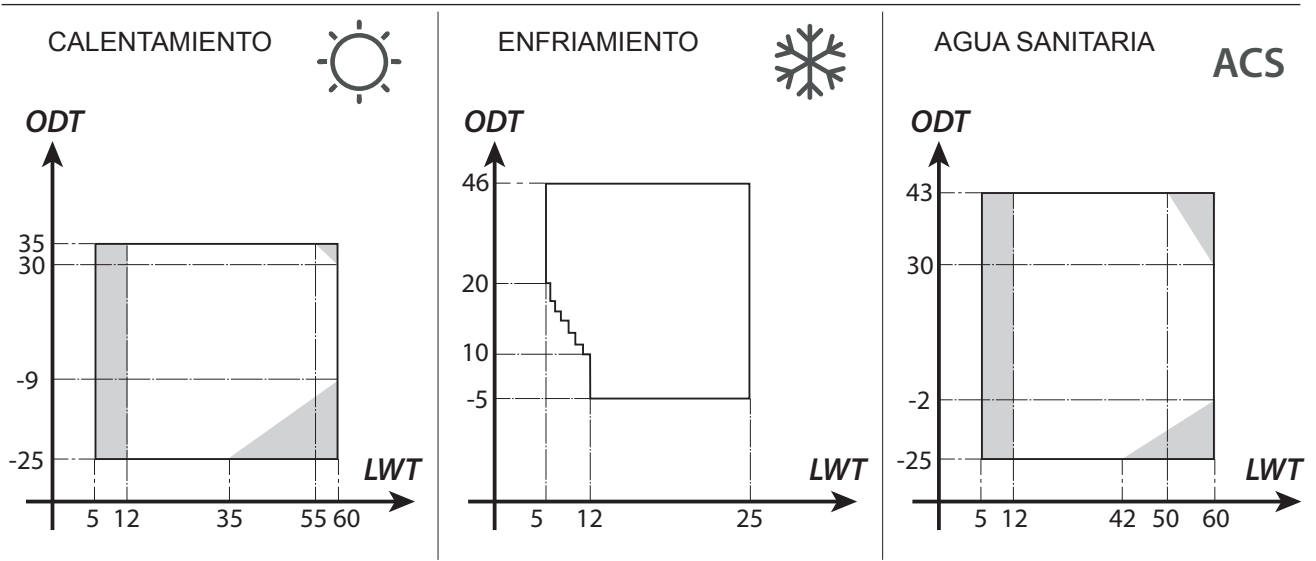 CALENTAMIENTO
ODT
35
30
-9
-25
LWT
5 12 35 55 60
ENFRIAMIENTO
ODT
46
20
10
-5
LWT
5 12 25
AGUA SANITARIA
ACS
ODT
43
30
-2
-25
LWT
5 12 42 50 60